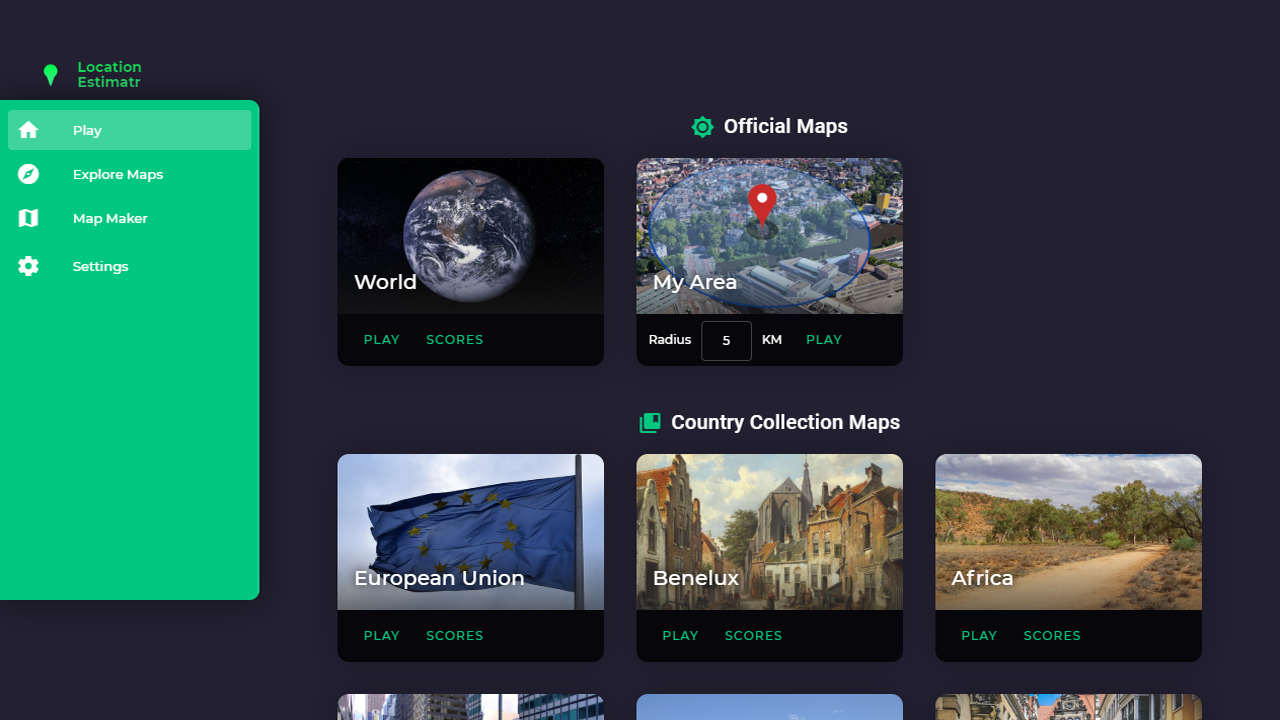 Location
Estimatr
Play
Explore Maps
Map Maker
Settings
Official Maps
World
PLAY SCORES
My Area
Radius 5 KM PLAY
Country Collection Maps
European Union
PLAY SCORES
Benelux
PLAY SCORES
Africa
PLAY SCORES